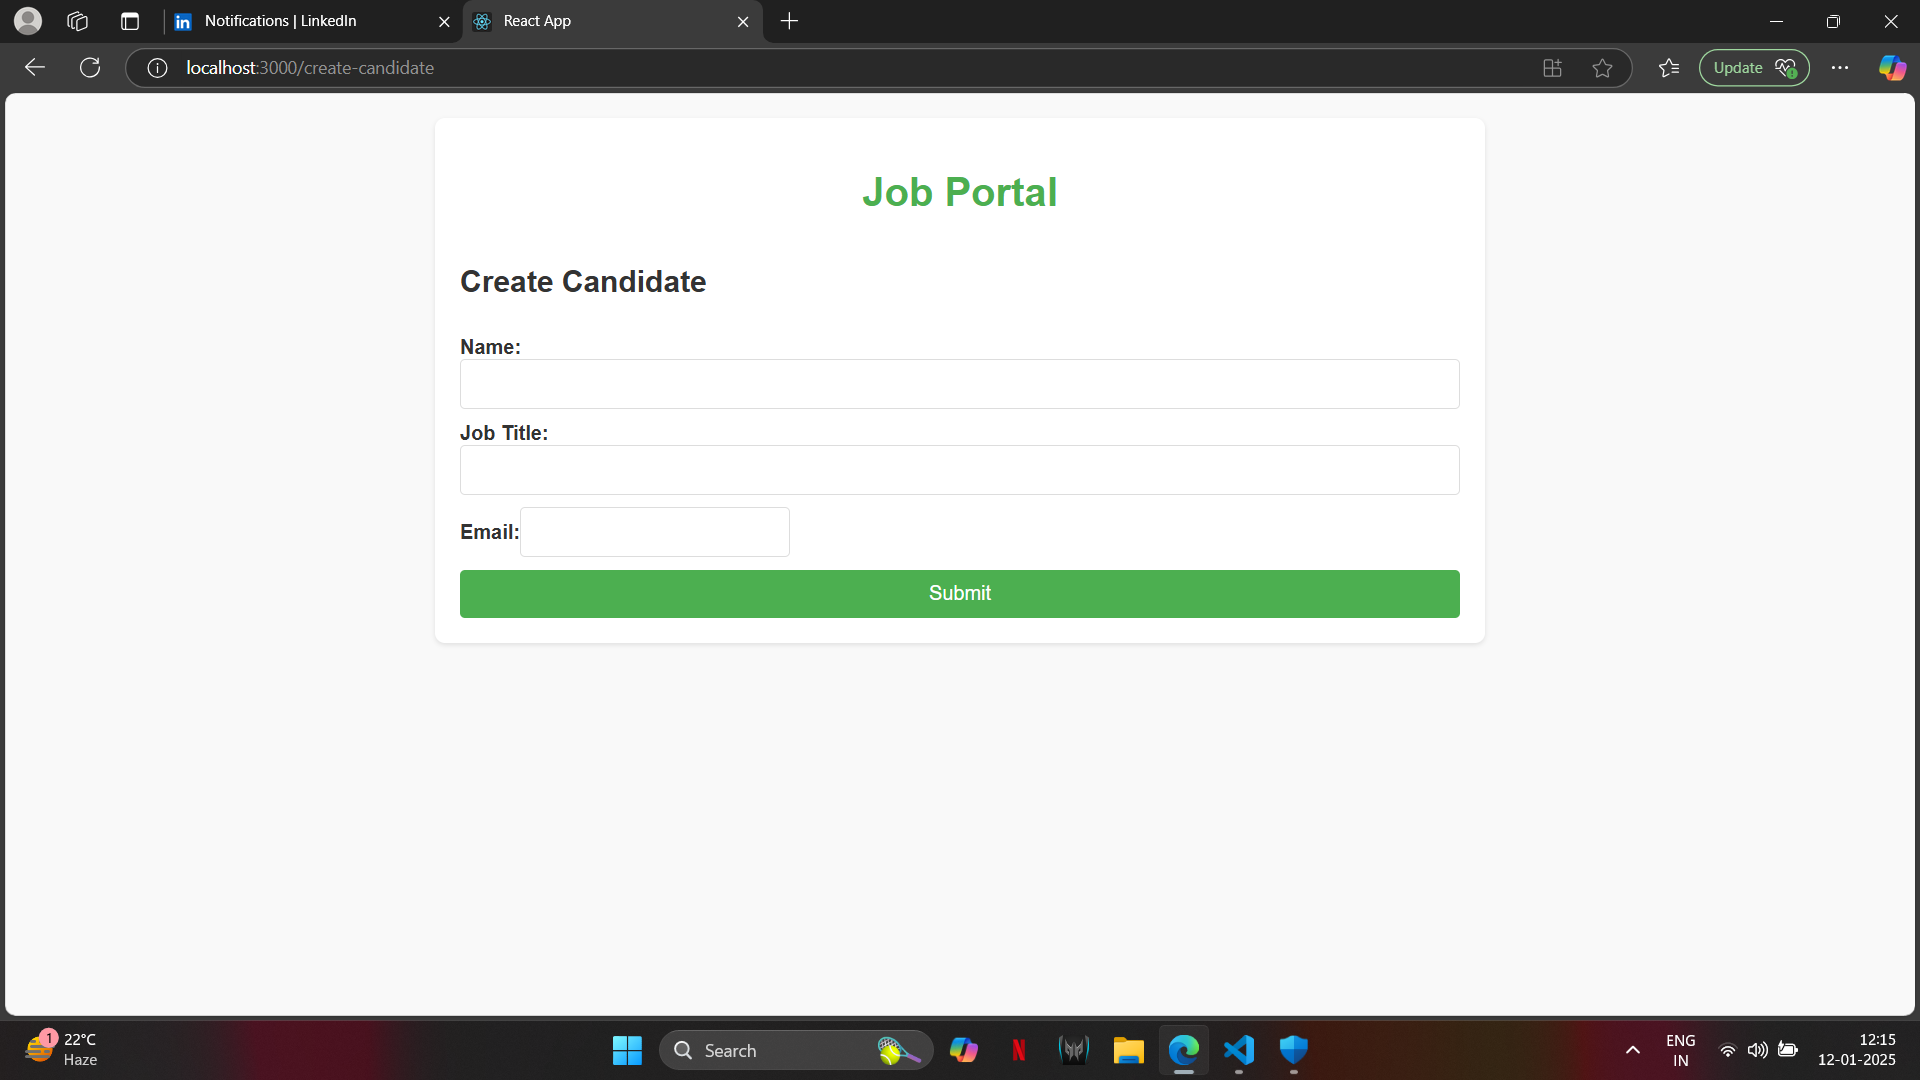 Notifications | LinkedIn
React App
localhost:3000/create-candidate
Update
Job Portal
Create Candidate
Name:
Job Title:
Email:
Submit
1
22°C
Haze
Search
ENG
IN
12:15
12-01-2025